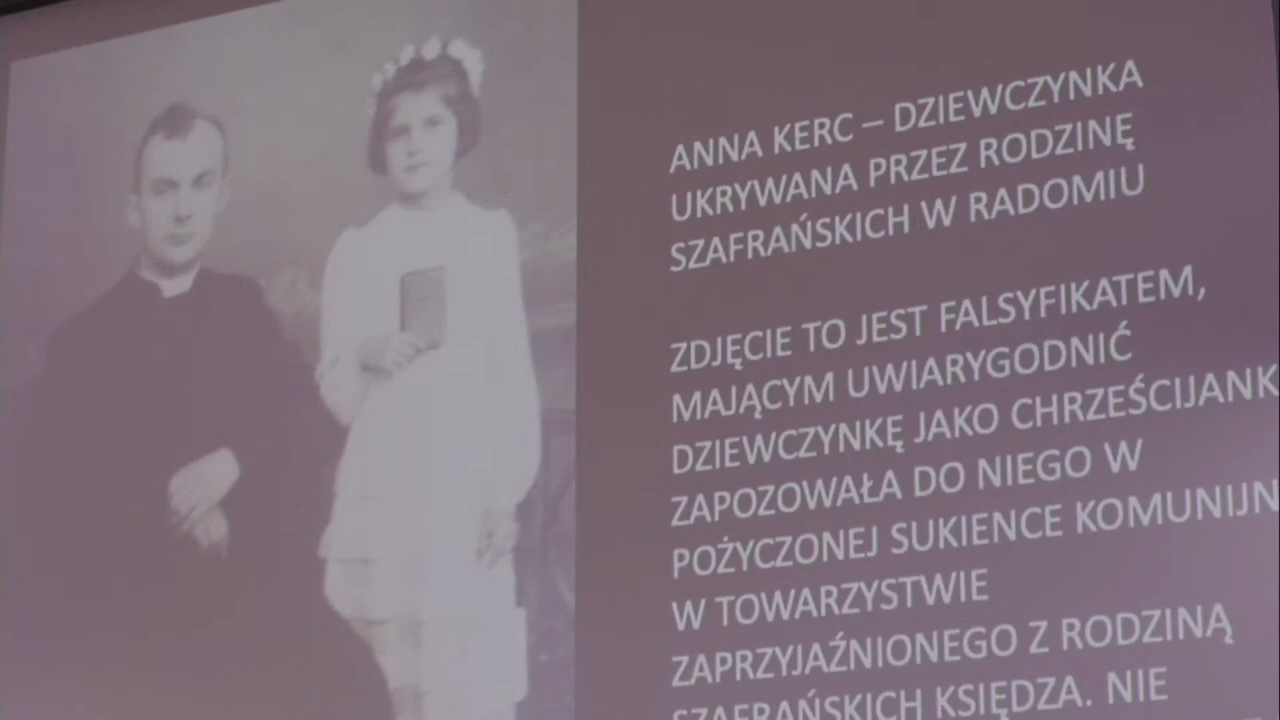 ANNA KERC – DZIEWCZYNKA
UKRYWANA PRZEZ RODZINĘ
SZAFRAŃSKICH W RADOMIU
ZDJĘCIE TO JEST FALSYFIKATEM,
MAJĄCYM UWIARYGODNIĆ
DZIEWCZYNKĘ JAKO CHRZEŚCIJANK
ZAPOZOWAŁA DO NIEGO W
POŻYCZONEJ SUKIENCE KOMUNIJN
W TOWARZYSTWIE
ZAPRZYJAŹNIONEGO Z RODZINĄ
SZAFRAŃSKICH KSIĘDZA. NIE